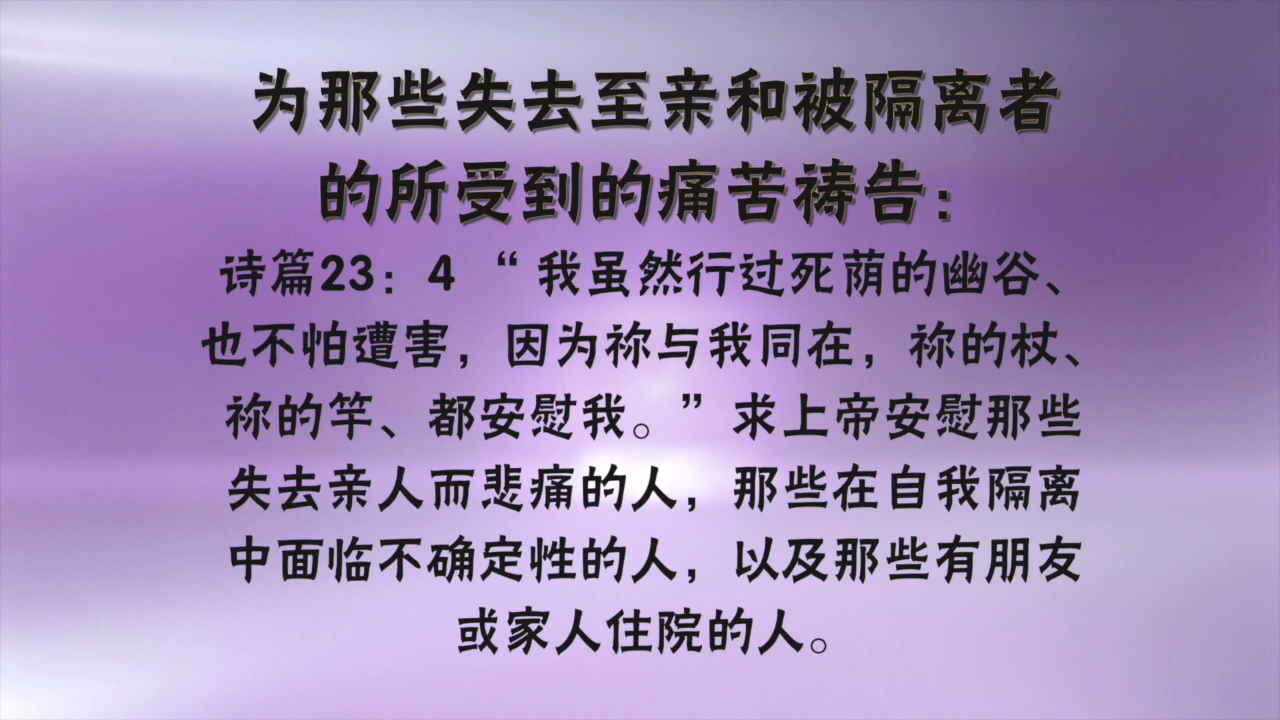 为那些失去至亲和被隔离者
的所受到的痛苦祷告：
诗篇23：4 “ 我虽然行过死荫的幽谷、
也不怕遭害，因为祢与我同在，祢的杖、
祢的竿、都安慰我。” 求上帝安慰那些
失去亲人而悲痛的人，那些在自我隔离
中面临不确定性的人，以及那些有朋友
或家人住院的人。